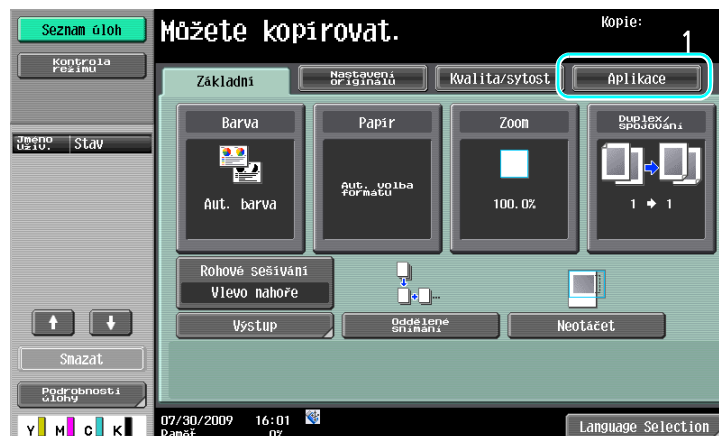 Seznam úloh
Můžete kopírovat.
Kopie:
1
Kontrola
režimu
Základní
Nastavení
originálu
Kvalita/sytost
Aplikace
Jméno
uživ.
Stav
Barva
Papír
Zoom
Duplex/
spojování
Aut. barva
Aut. volba
formátu
100.0%
1 → 1
Rohové sešívání
Vlevo nahoře
Výstup
Oddělené
snímání
Neotáčet
Smazat
Podrobnosti
úlohy
Y M C K
07/30/2009 16:01
Paměť 0%
Language Selection